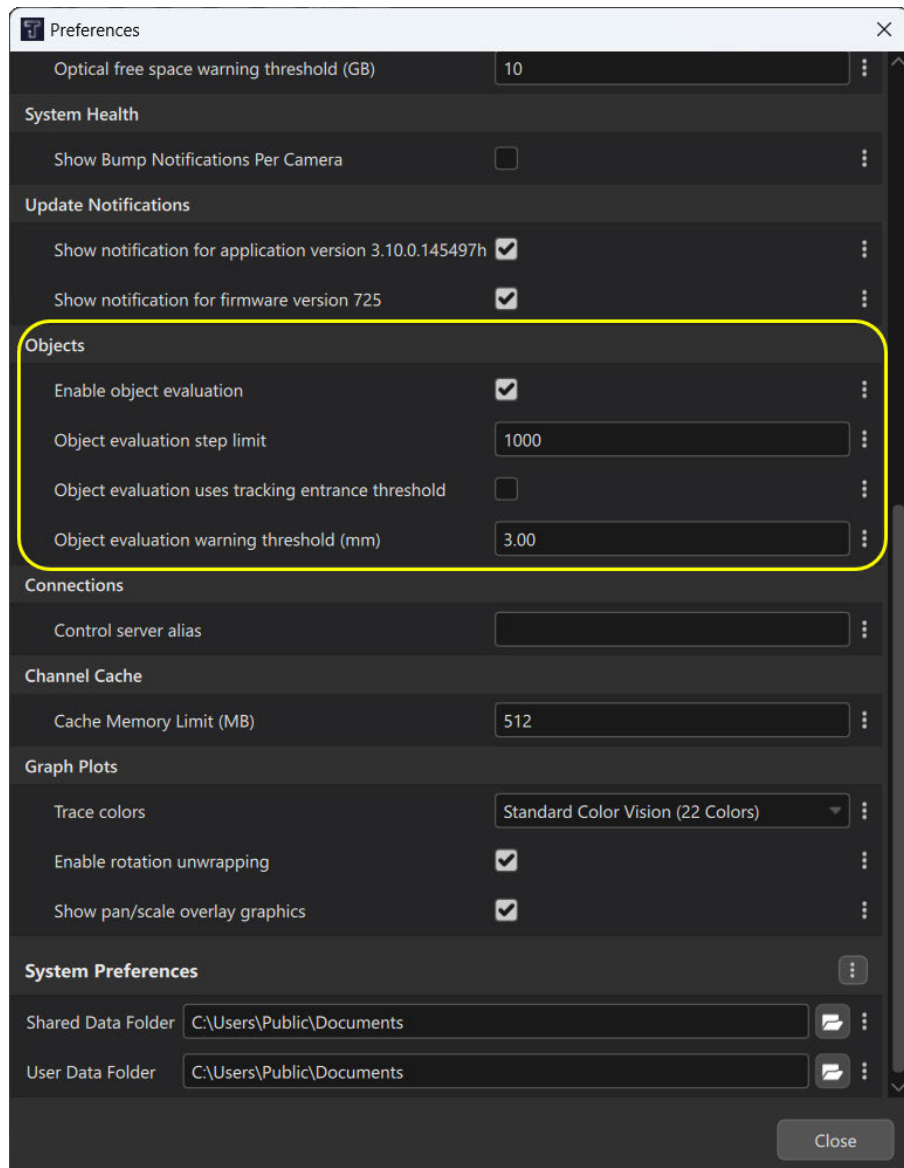 Preferences
Optical free space warning threshold (GB) 10
System Health
Show Bump Notifications Per Camera
Update Notifications
Show notification for application version 3.10.0.145497h
Show notification for firmware version 725
Objects
Enable object evaluation
Object evaluation step limit 1000
Object evaluation uses tracking entrance threshold
Object evaluation warning threshold (mm) 3.00
Connections
Control server alias
Channel Cache
Cache Memory Limit (MB) 512
Graph Plots
Trace colors Standard Color Vision (22 Colors)
Enable rotation unwrapping
Show pan/scale overlay graphics
System Preferences
Shared Data Folder C:\Users\Public\Documents
User Data Folder C:\Users\Public\Documents
Close